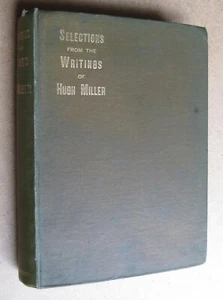 SELECTIONS
FROM THE
WRITINGS
OF
HUGH MILLER